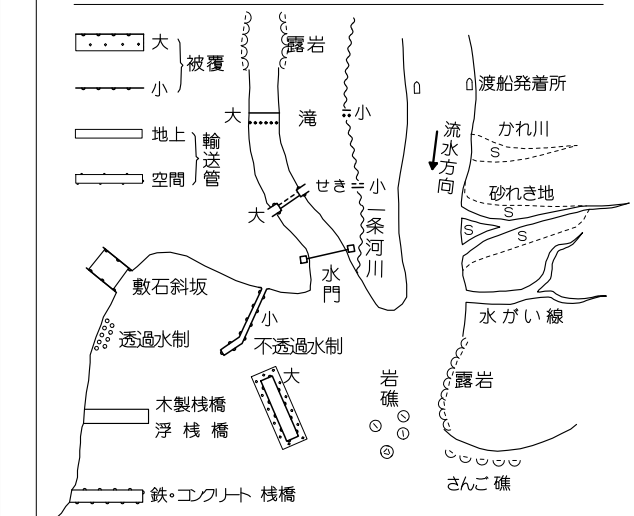 大
小
被覆
地上
空間
輸送管
露岩
大
滝
小
せき
小
大
一条河川
水門
渡船発着所
流水方向
かれ川
S
砂れき地
S
S
S
水がい線
敷石斜坂
透過水制
小
不透過水制
大
木製桟橋
浮桟橋
鉄・コンクリート桟橋
岩礁
露岩
さんご礁